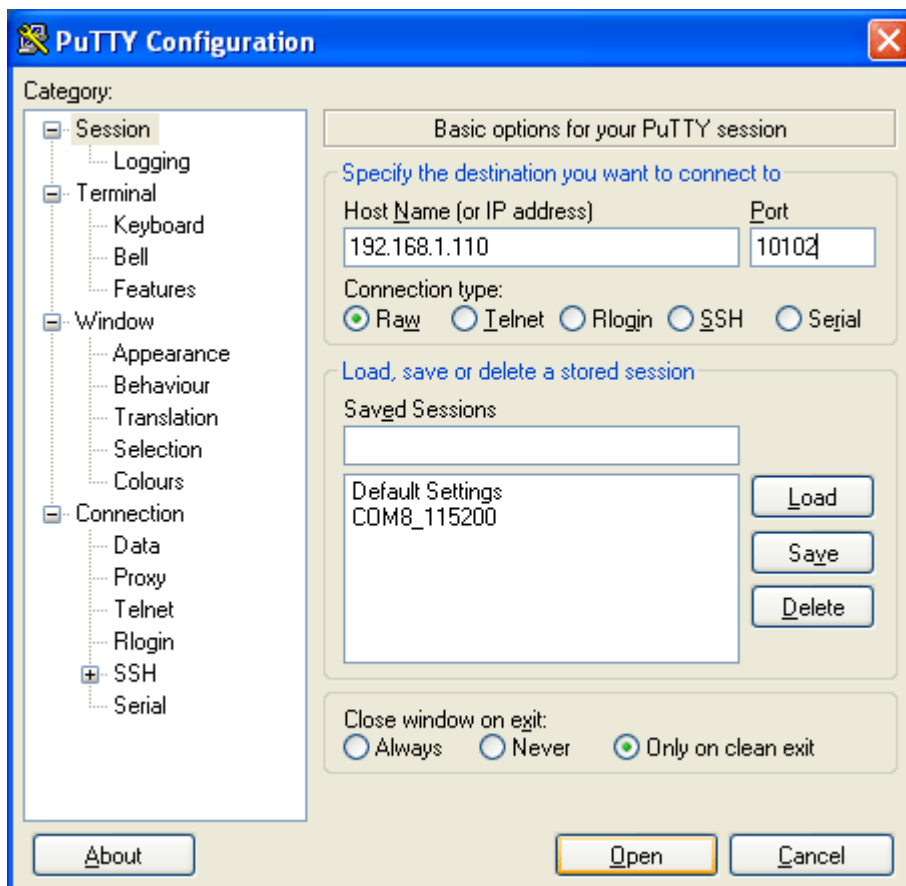 PuTTY Configuration
Category:
Session
Logging
Terminal
Keyboard
Bell
Features
Window
Appearance
Behaviour
Translation
Selection
Colours
Connection
Data
Proxy
Telnet
Rlogin
SSH
Serial
Basic options for your PuTTY session
Specify the destination you want to connect to
Host Name (or IP address) Port
192.168.1.110 10102
Connection type:
Raw Telnet Rlogin SSH Serial
Load, save or delete a stored session
Saved Sessions
Default Settings
COM8_115200
Load
Save
Delete
Close window on exit:
Always Never Only on clean exit
About Open Cancel